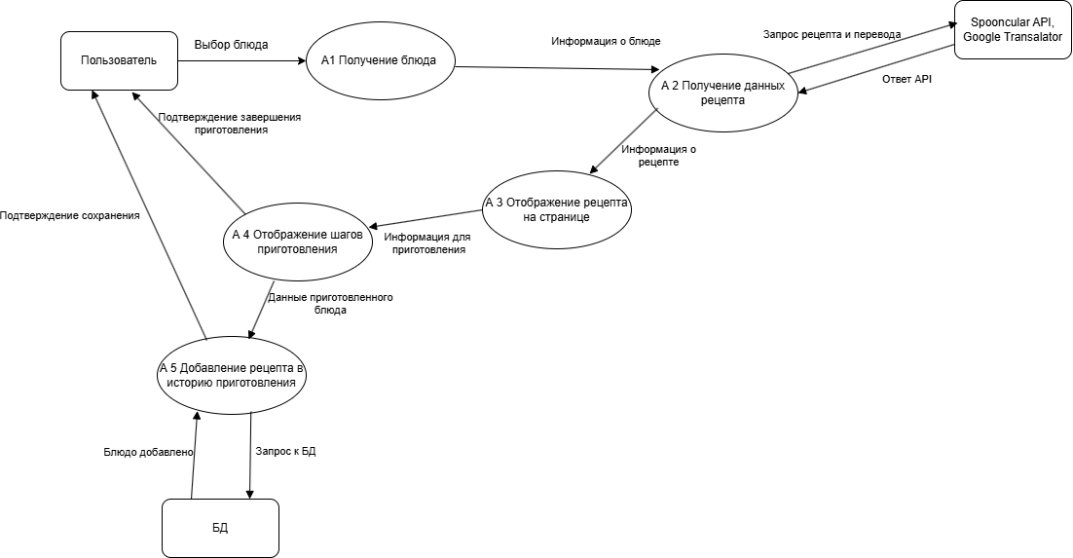 Spooncular API,
Google Transalator
Запрос рецепта и перевода
Выбор блюда
Информация о блюде
Пользователь
А1 Получение блюда
Ответ API
А 2 Получение данных
рецепта
Подтверждение завершения
приготовления
Информация о
рецепте
А 3 Отображение рецепта
на странице
Подтверждение сохранения
А 4 Отображение шагов
приготовления
Информация для
приготовления
Данные приготовленного
блюда
А 5 Добавление рецепта в
историю приготовления
Блюдо добавлено
Запрос к БД
БД